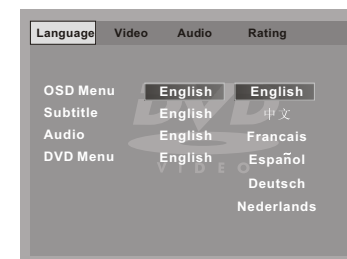 Language Video Audio Rating
OSD Menu English English
Subtitle English 中文
Audio English Francais
DVD Menu English Español
VIDEO
Deutsch
Nederlands